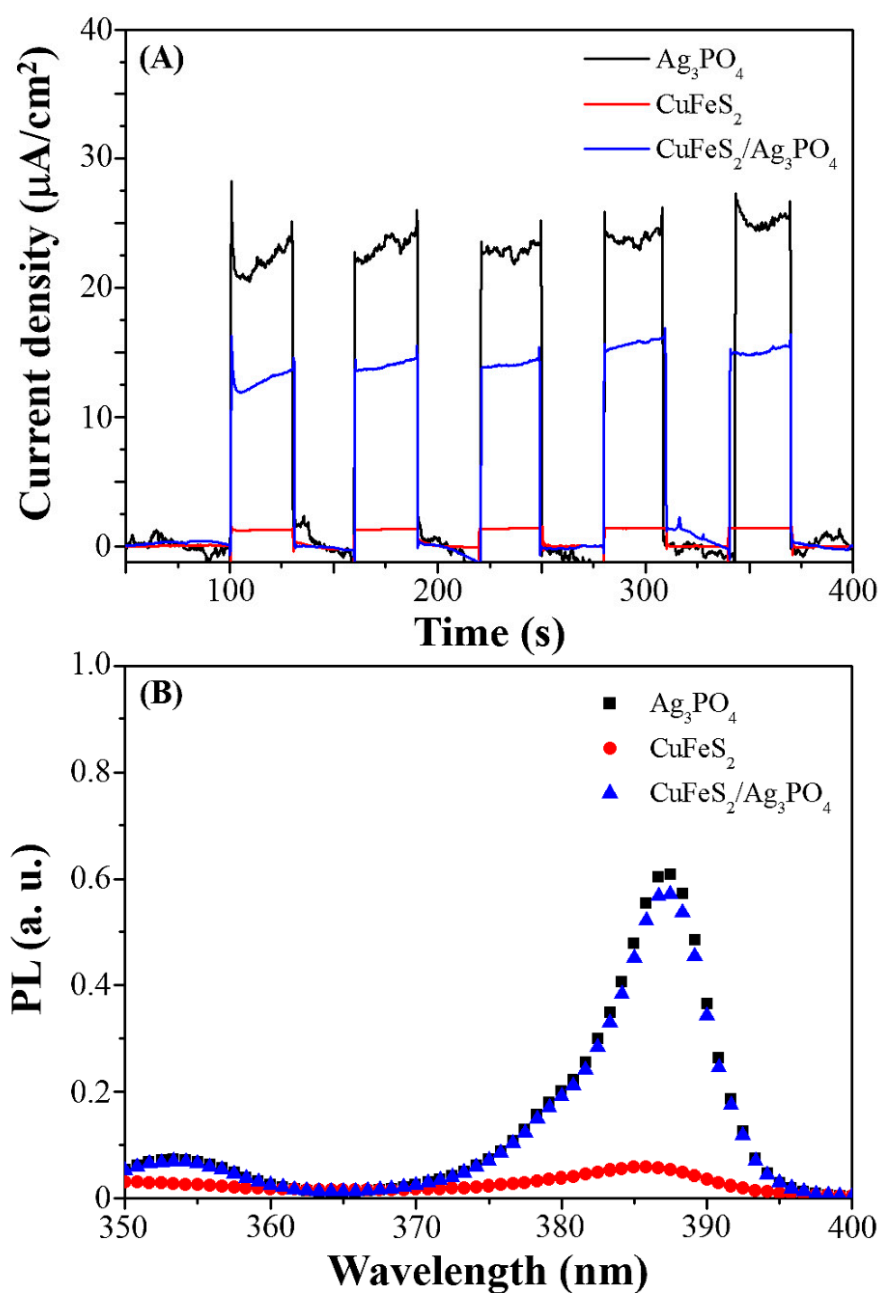 (A)
Ag₃PO₄
CuFeS₂
CuFeS₂/Ag₃PO₄
Current density (μA/cm²)
40
30
20
10
0
100
200
300
400
Time (s)
(B)
Ag₃PO₄
CuFeS₂
CuFeS₂/Ag₃PO₄
PL (a. u.)
1.0
0.8
0.6
0.4
0.2
0
350
360
370
380
390
400
Wavelength (nm)